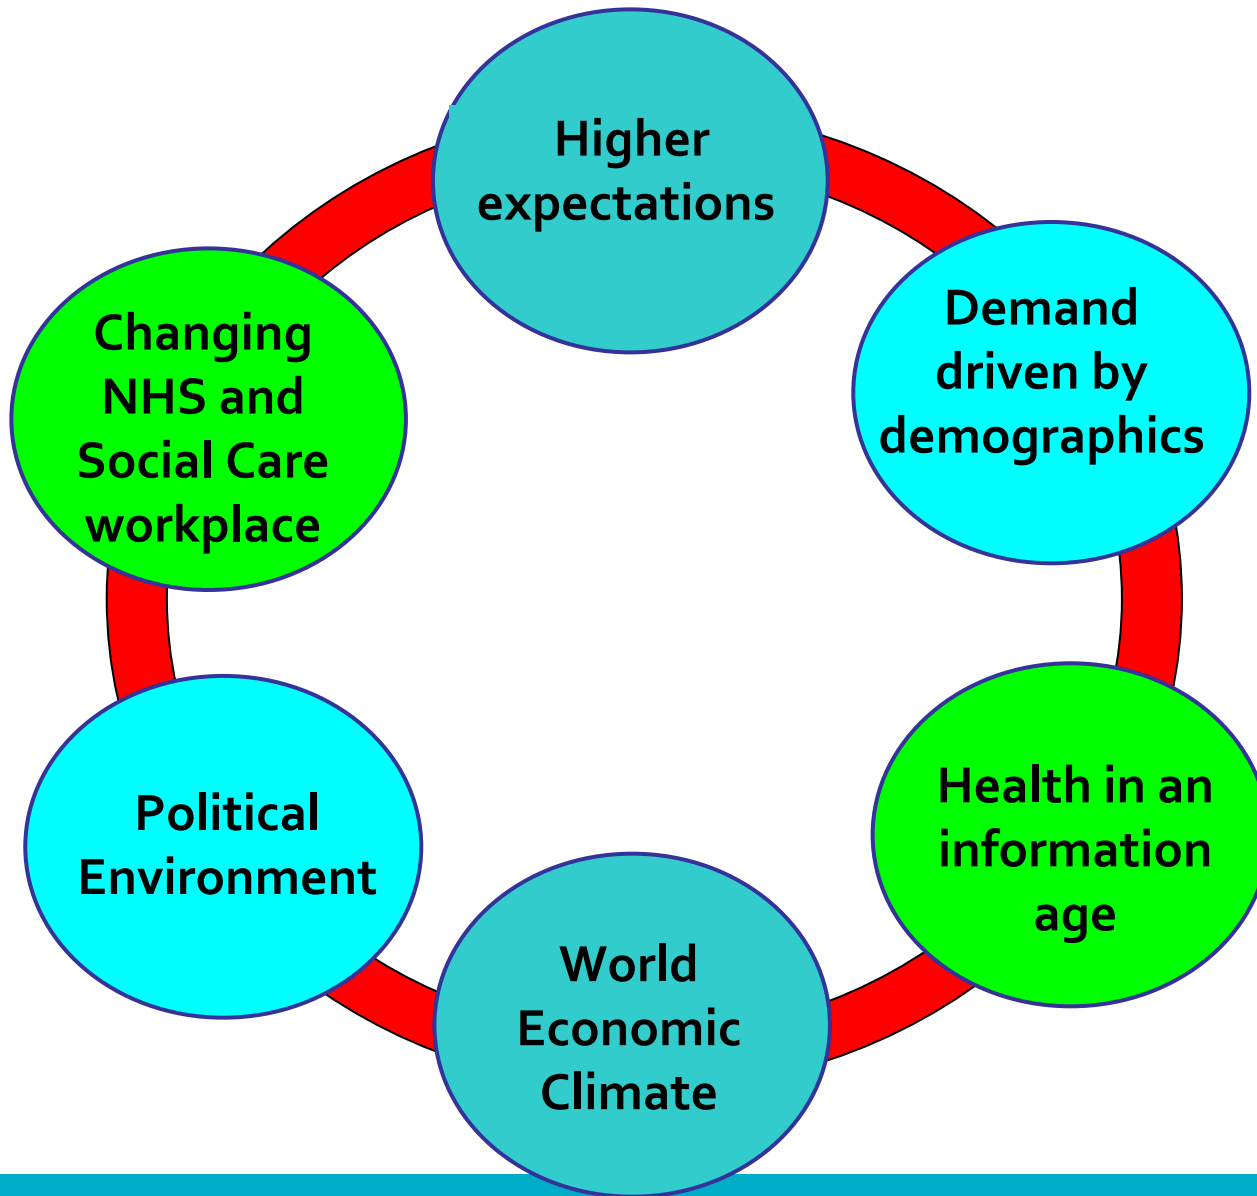 Higher
expectations
Demand
driven by
demographics
Health in an
information
age
World
Economic
Climate
Political
Environment
Changing
NHS and
Social Care
workplace